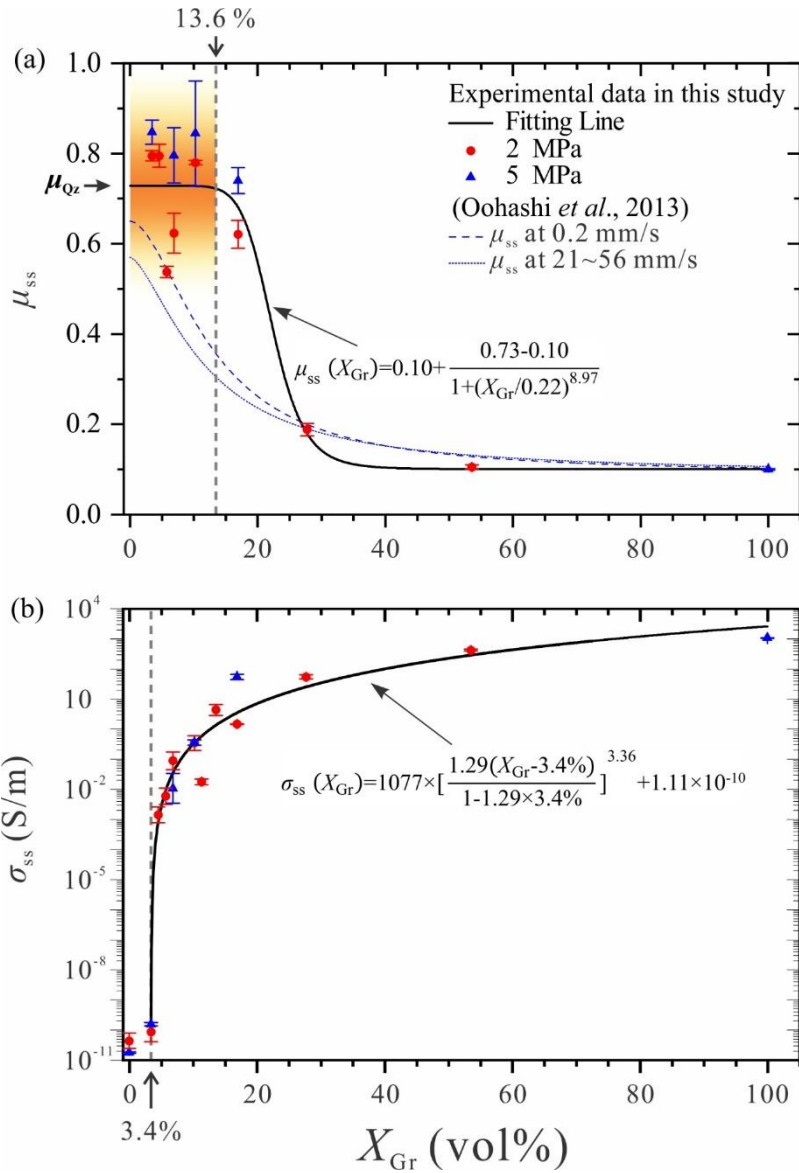 13.6 %
(a)
1.0
0.8
0.6
0.4
0.2
0.0
μss
μQz
Experimental data in this study
Fitting Line
2 MPa
5 MPa
(Oohashi et al., 2013)
μss at 0.2 mm/s
μss at 21~56 mm/s
μss (XGr)=0.10+ 0.73-0.10 / 1+(XGr/0.22)^8.97
0 20 40 60 80 100
(b)
10^4
10
10^-2
10^-5
10^-8
10^-11
σss (S/m)
σss (XGr)=1077×[ 1.29(XGr-3.4%) / 1-1.29×3.4% ]^3.36 +1.11×10^-10
0 20 40 60 80 100
3.4%
XGr (vol%)